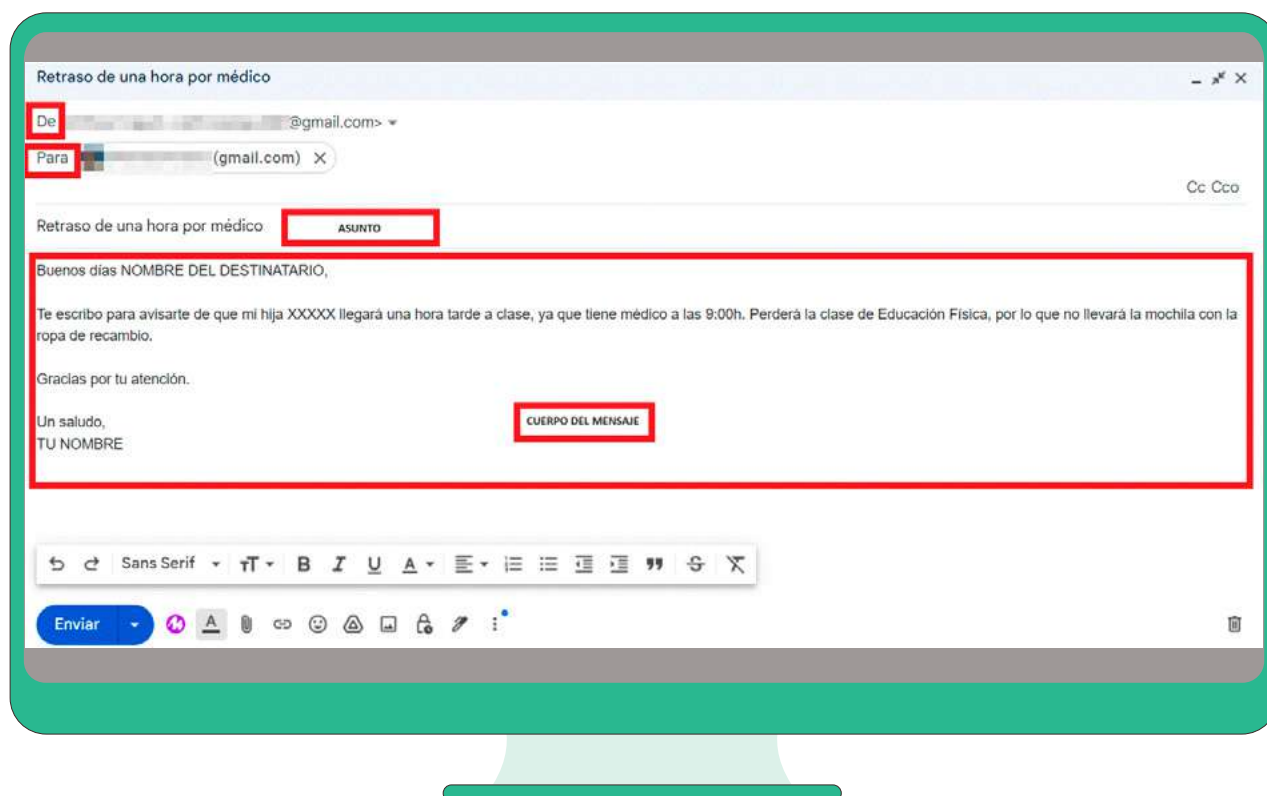 Retraso de una hora por médico
De @gmail.com>
Para (gmail.com)
Cc Cco
Retraso de una hora por médico ASUNTO
Buenos días NOMBRE DEL DESTINATARIO,
Te escribo para avisarte de que mi hija XXXXX llegará una hora tarde a clase, ya que tiene médico a las 9:00h. Perderá la clase de Educación Física, por lo que no llevará la mochila con la
ropa de recambio.
Gracias por tu atención.
Un saludo,
CUERPO DEL MENSAJE
TU NOMBRE
Sans Serif
Enviar